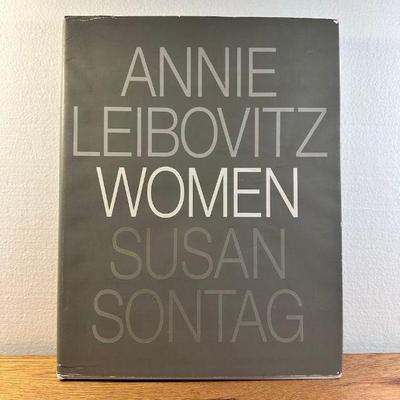 ANNIE
LEIBOVITZ
WOMEN
SUSAN
SONTAG